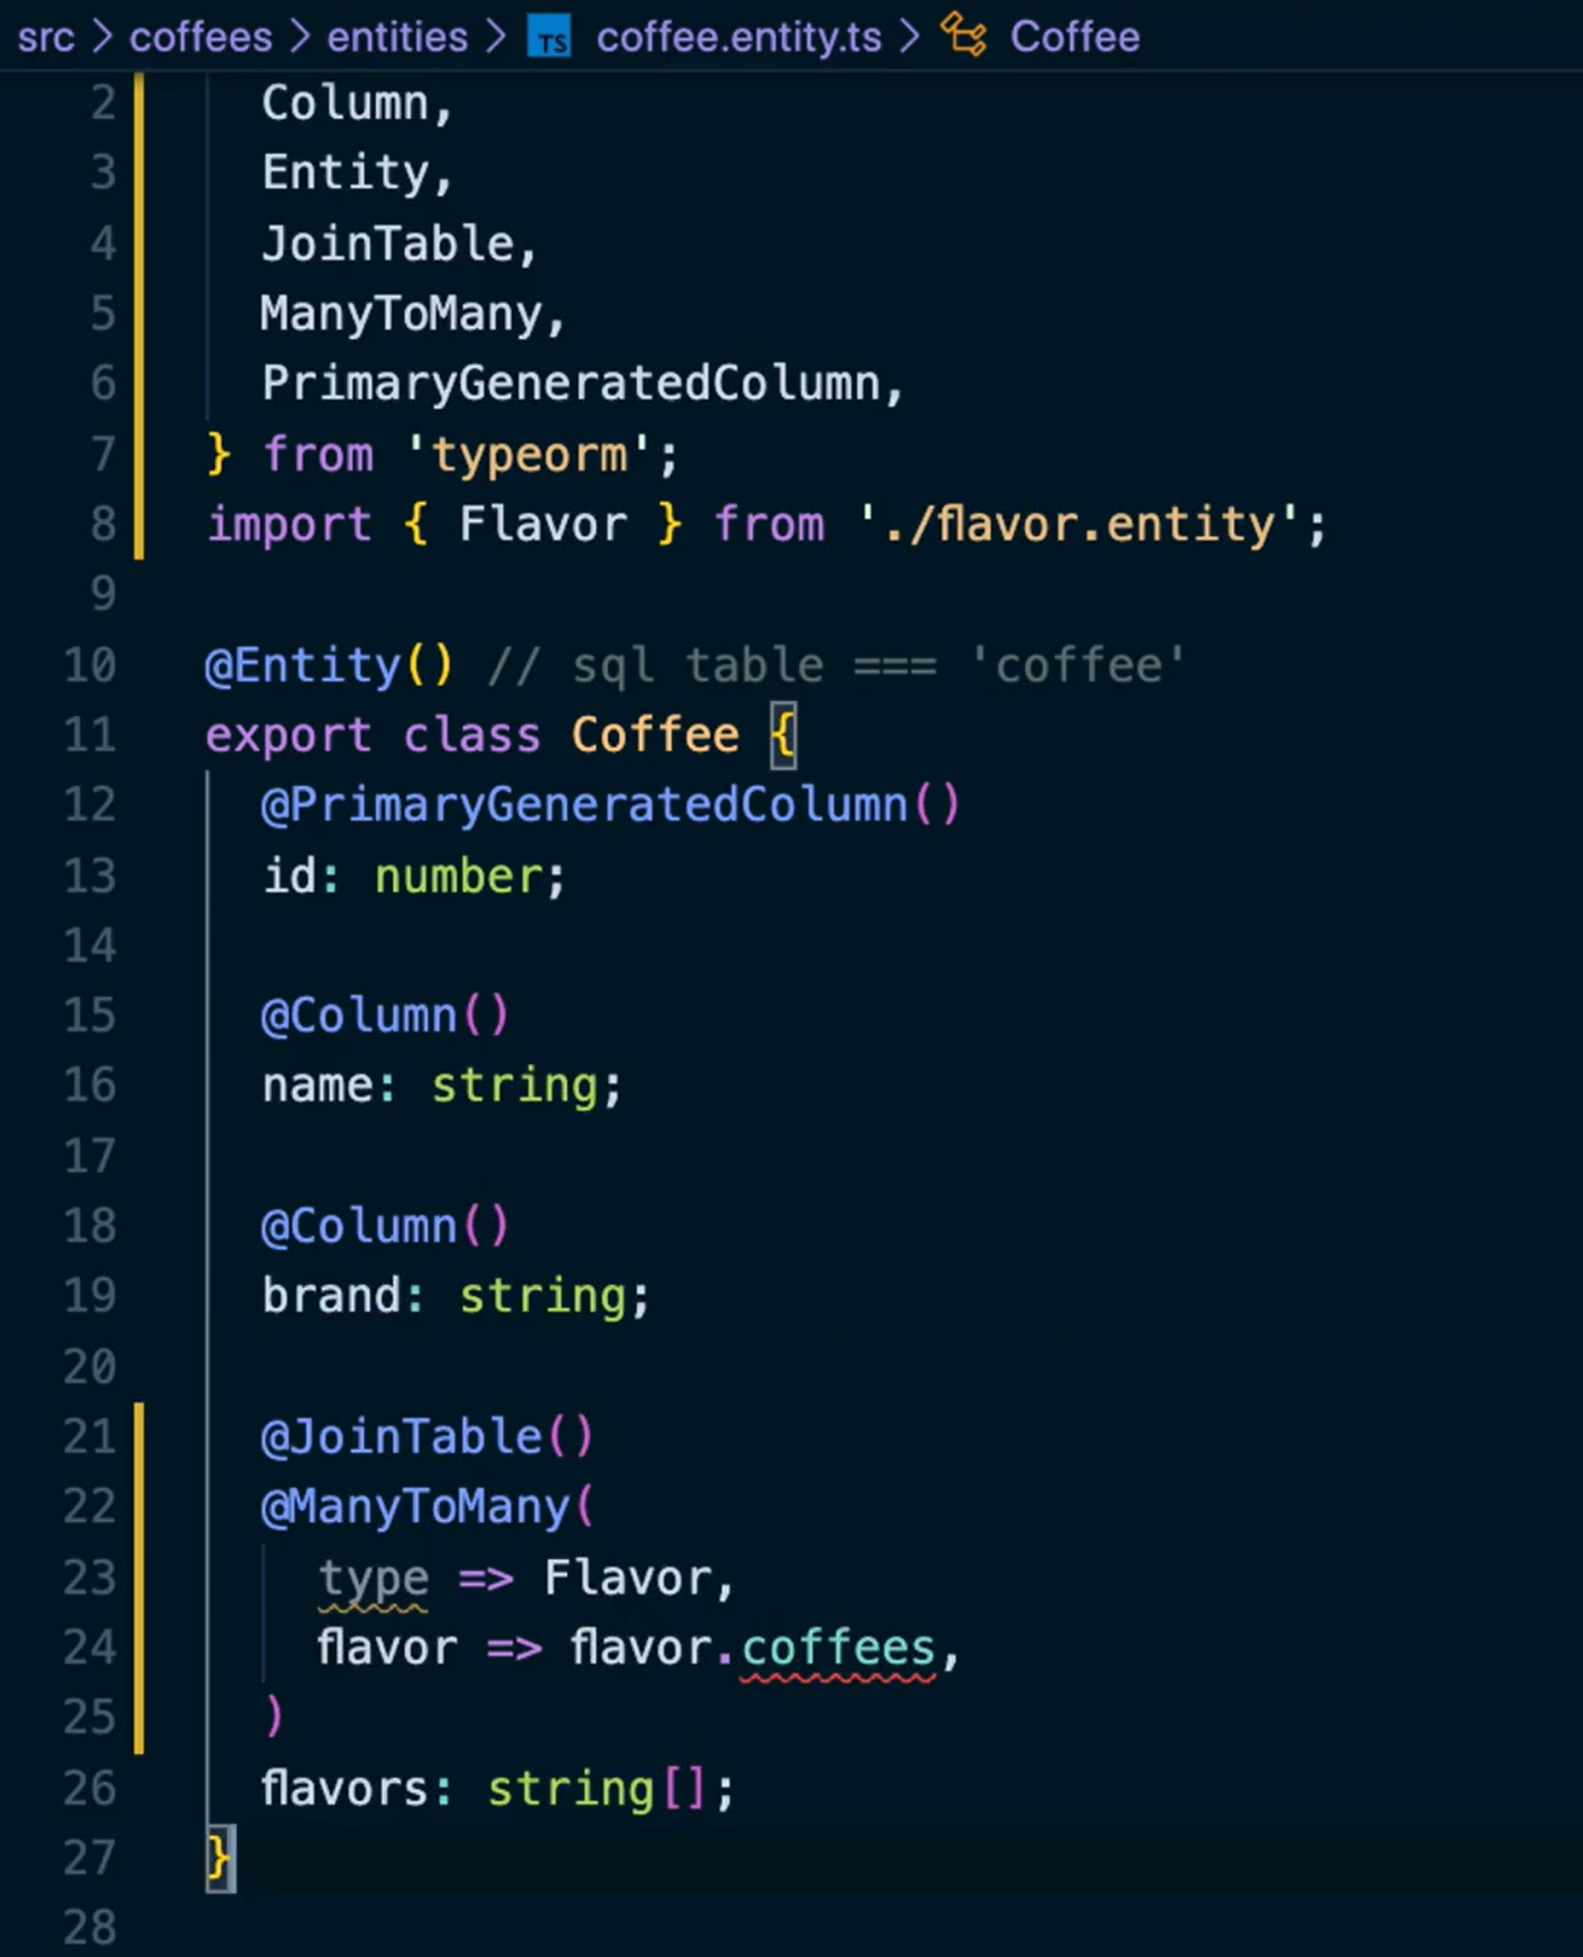 src > coffees > entities > TS coffee.entity.ts > Coffee
2 Column,
3 Entity,
4 JoinTable,
5 ManyToMany,
6 PrimaryGeneratedColumn,
7 } from 'typeorm';
8 import { Flavor } from './flavor.entity';
9
10 @Entity() // sql table === 'coffee'
11 export class Coffee {
12 @PrimaryGeneratedColumn()
13 id: number;
14
15 @Column()
16 name: string;
17
18 @Column()
19 brand: string;
20
21 @JoinTable()
22 @ManyToMany(
23 type => Flavor,
24 flavor => flavor.coffees,
25 )
26 flavors: string[];
27 }
28